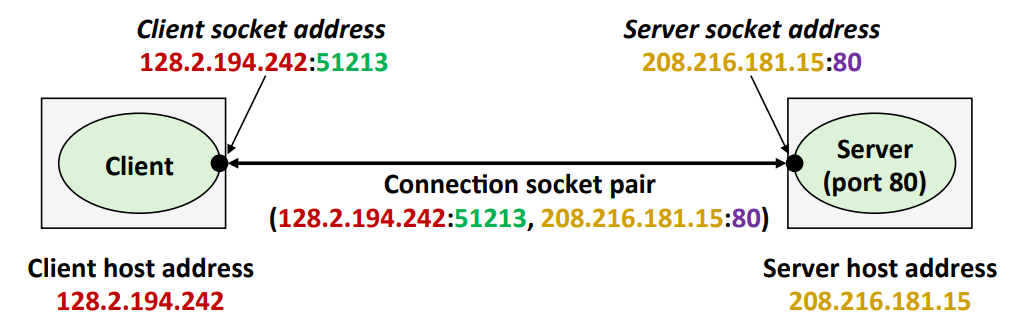 Client socket address
128.2.194.242:51213
Server socket address
208.216.181.15:80
Client
Server
(port 80)
Connection socket pair
(128.2.194.242:51213, 208.216.181.15:80)
Client host address
128.2.194.242
Server host address
208.216.181.15